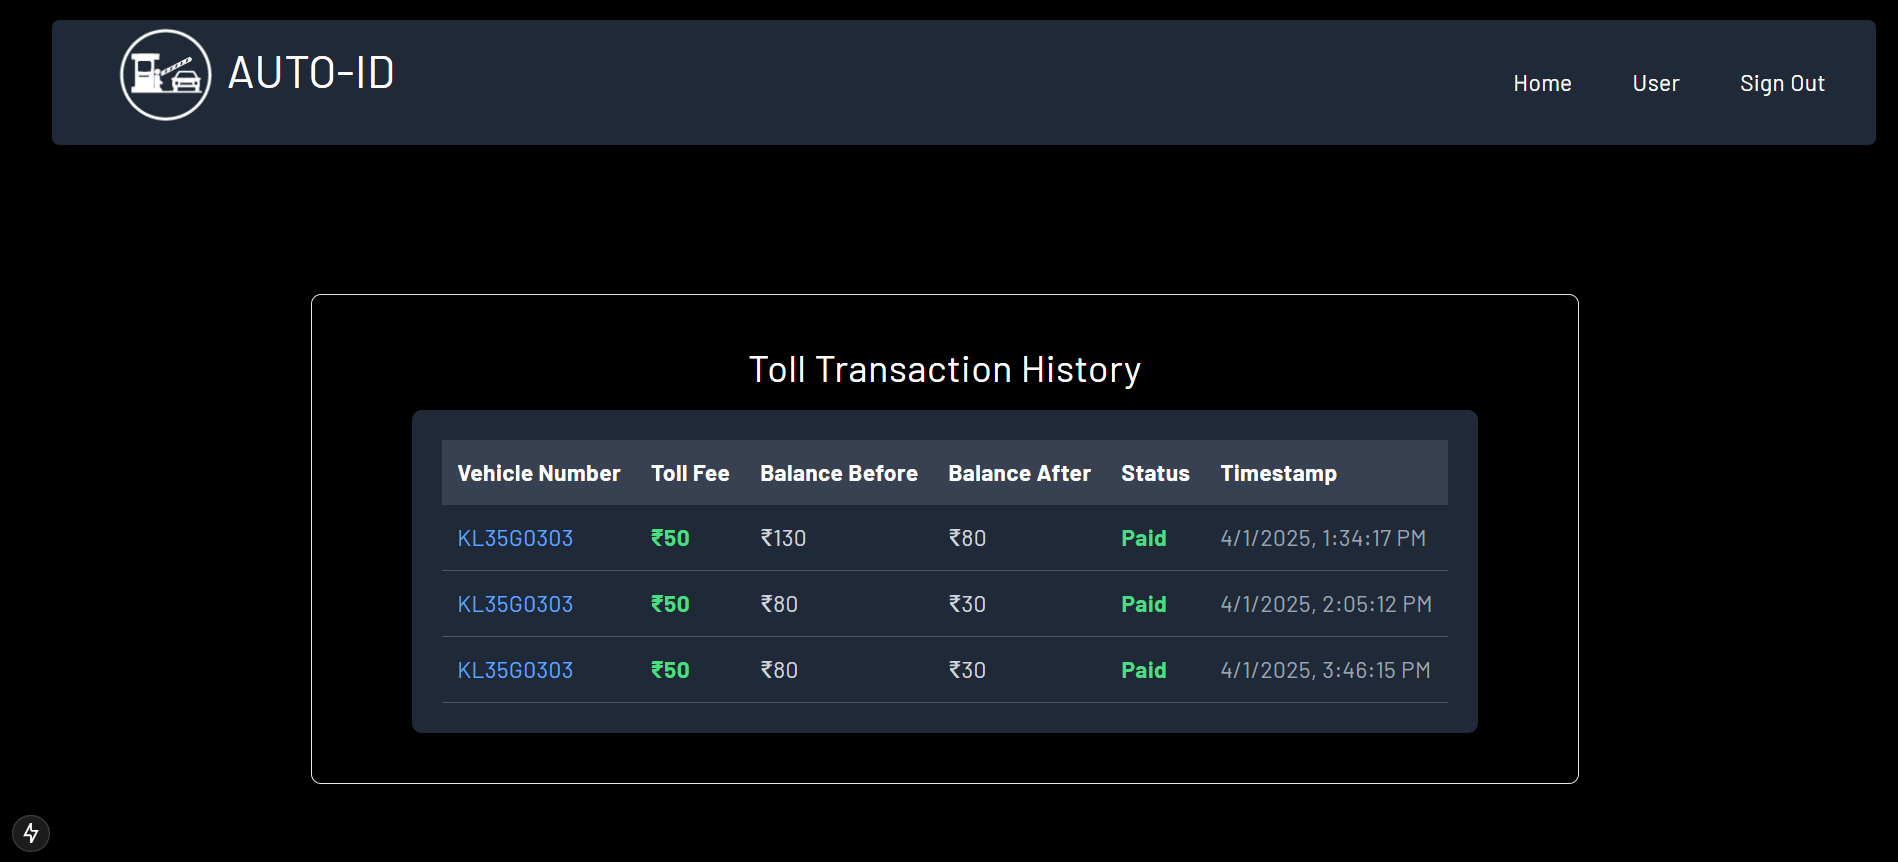 AUTO-ID
Home User Sign Out
Toll Transaction History
Vehicle Number Toll Fee Balance Before Balance After Status Timestamp
KL35G0303 ₹50 ₹130 ₹80 Paid 4/1/2025, 1:34:17 PM
KL35G0303 ₹50 ₹80 ₹30 Paid 4/1/2025, 2:05:12 PM
KL35G0303 ₹50 ₹80 ₹30 Paid 4/1/2025, 3:46:15 PM